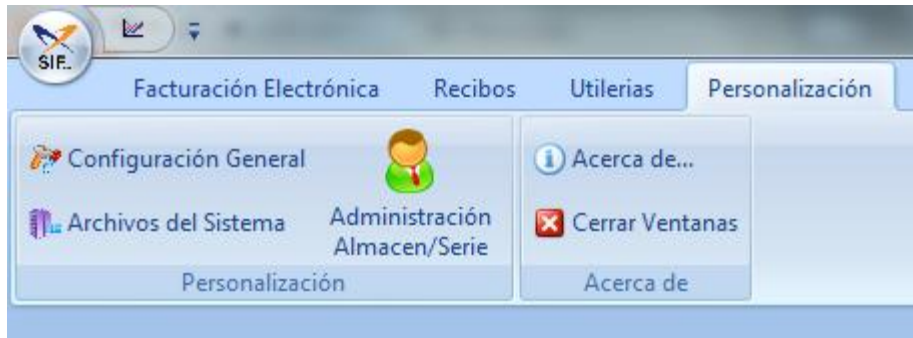 SIF..
Facturación Electrónica Recibos Utilerias Personalización
Configuración General
Archivos del Sistema
Administración
Almacen/Serie
Personalización
Acerca de...
Cerrar Ventanas
Acerca de